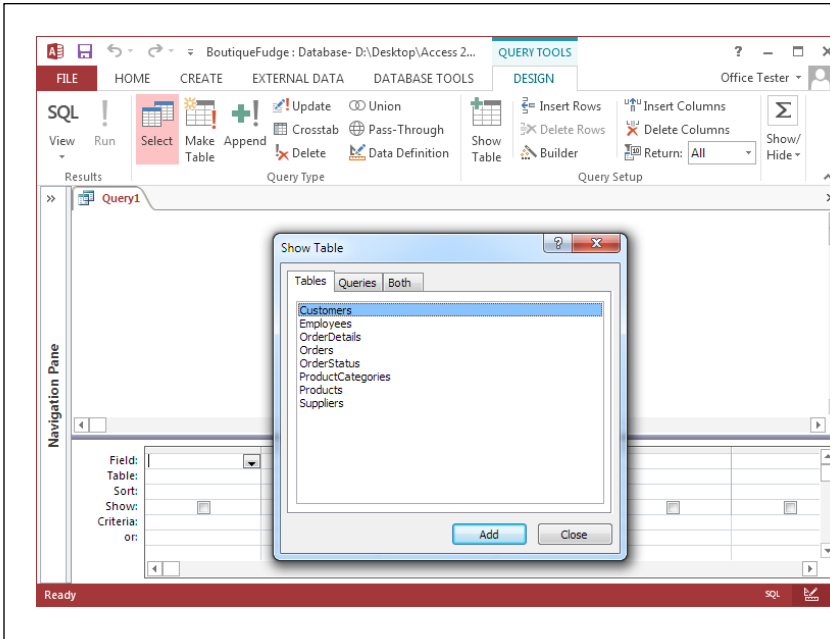 BoutiqueFudge : Database- D:\Desktop\Access 2... QUERY TOOLS ?
FILE HOME CREATE EXTERNAL DATA DATABASE TOOLS DESIGN Office Tester
SQL View
Run
Select
Make Table
Append
Update
Crosstab
Delete
Union
Pass-Through
Data Definition
Show Table
Insert Rows
Delete Rows
Builder
Insert Columns
Delete Columns
Return: All
Σ
Show/ Hide
Results Query Type Query Setup
Query1
Navigation Pane
Show Table
Tables Queries Both
Customers
Employees
OrderDetails
Orders
OrderStatus
ProductCategories
Products
Suppliers
Add Close
Field:
Table:
Sort:
Show:
Criteria:
or:
Ready SQL